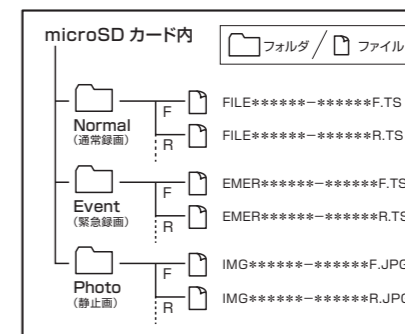 microSD カード内
フォルダ / ファイル
F
FILE******-******F.TS
Normal
(通常録画)
R
FILE******-******R.TS
F
EMER******-******F.TS
Event
(緊急録画)
R
EMER******-******R.TS
F
IMG******-******F.JPG
Photo
(静止画)
R
IMG******-******R.JPG